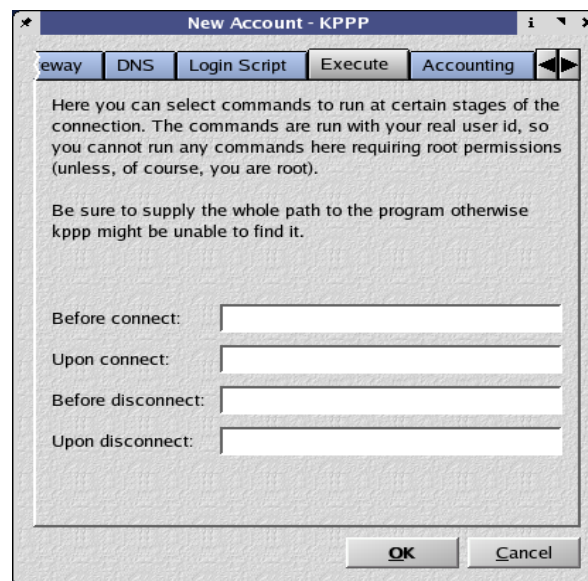 New Account - KPPP
eway
DNS
Login Script
Execute
Accounting
Here you can select commands to run at certain stages of the
connection. The commands are run with your real user id, so
you cannot run any commands here requiring root permissions
(unless, of course, you are root).
Be sure to supply the whole path to the program otherwise
kppp might be unable to find it.
Before connect:
Upon connect:
Before disconnect:
Upon disconnect:
OK
Cancel